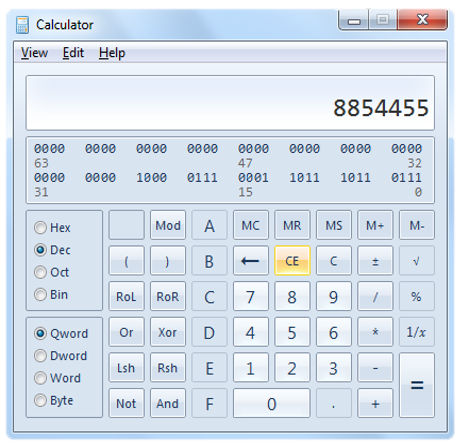 Calculator
View Edit Help
8854455
0000 0000 0000 0000 0000 0000 0000 0000
63 47 32
0000 0000 1000 0111 0001 1011 1011 0111
31 15 0
Hex Mod A MC MR MS M+ M-
Dec ( ) B ← CE C ± √
Oct
Bin RoL RoR C 7 8 9 / %
Qword Or Xor D 4 5 6 * 1/x
Dword
Word Lsh Rsh E 1 2 3 - =
Byte Not And F 0 . +